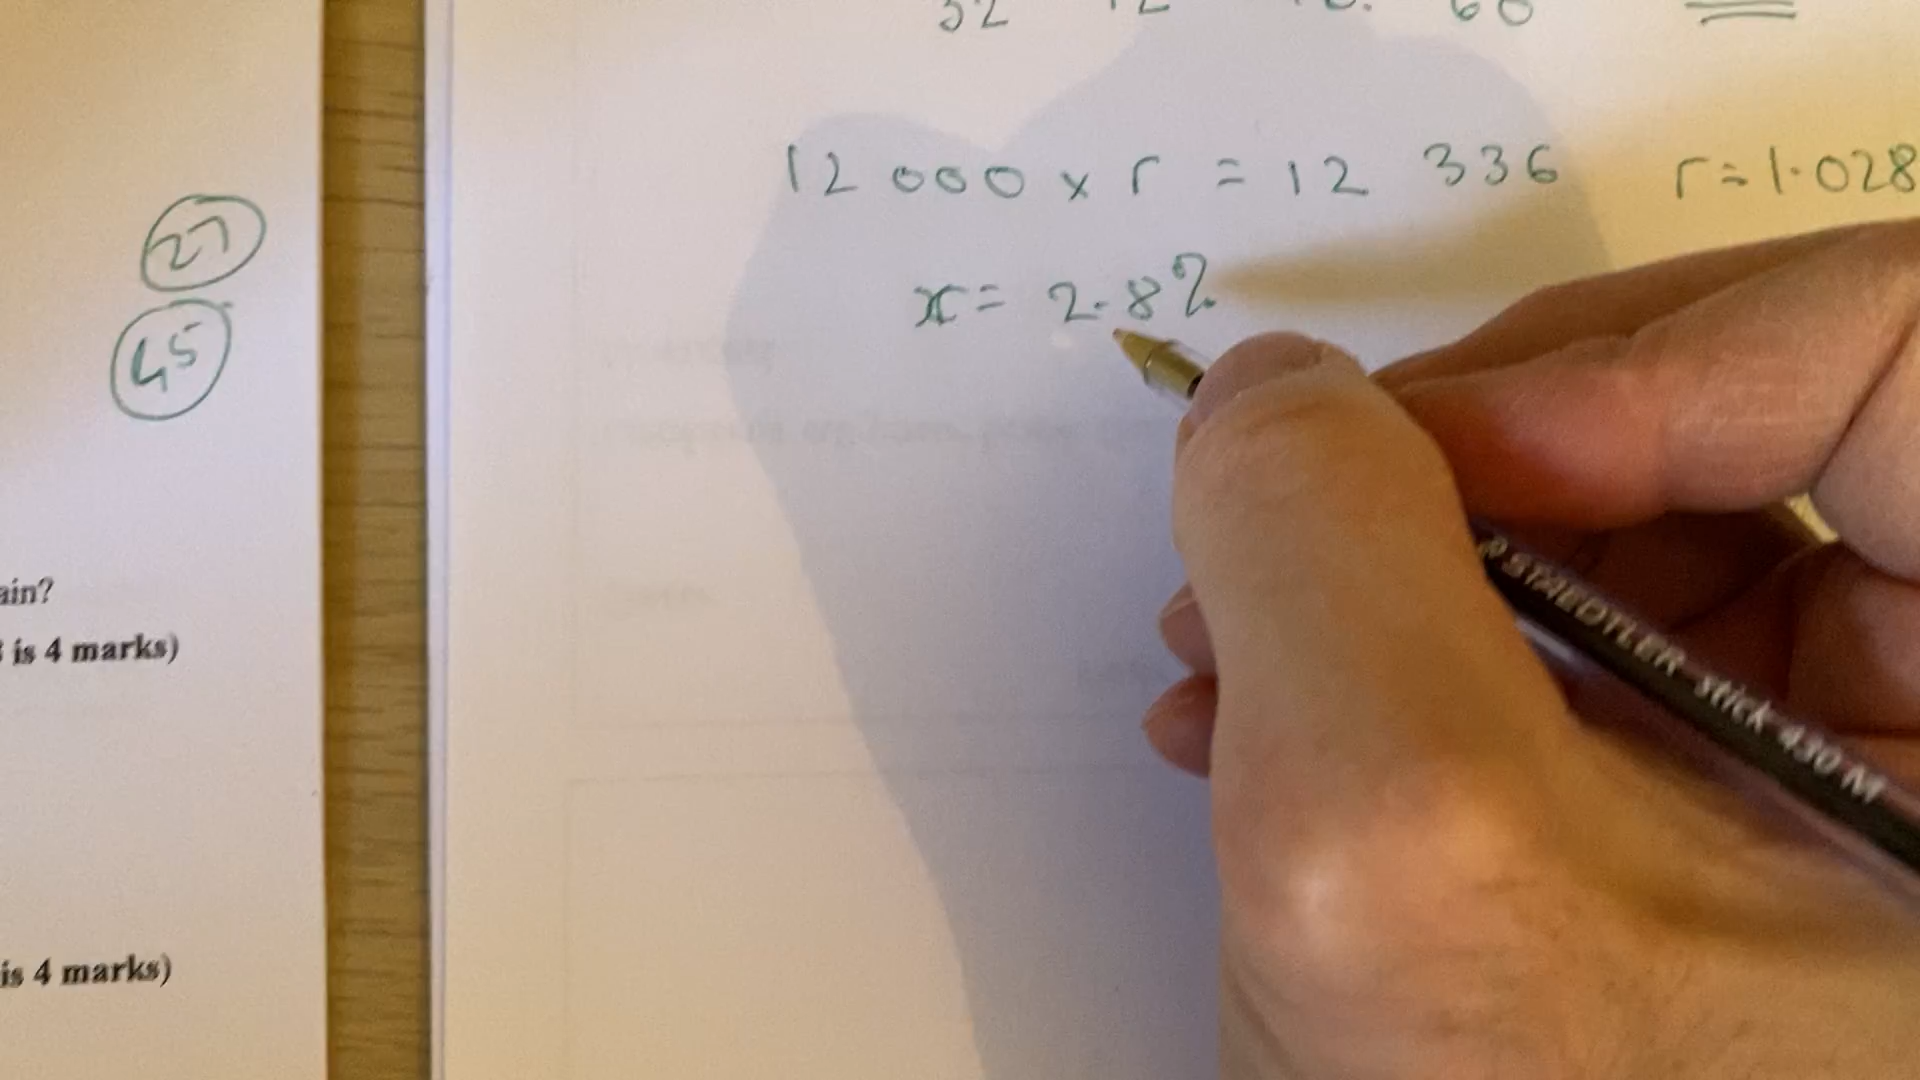 12 000 x r = 12 336 r = 1.028
x = 2.8%
27
45
ain?
is 4 marks)
is 4 marks)
STAEDTLER stick 430 M